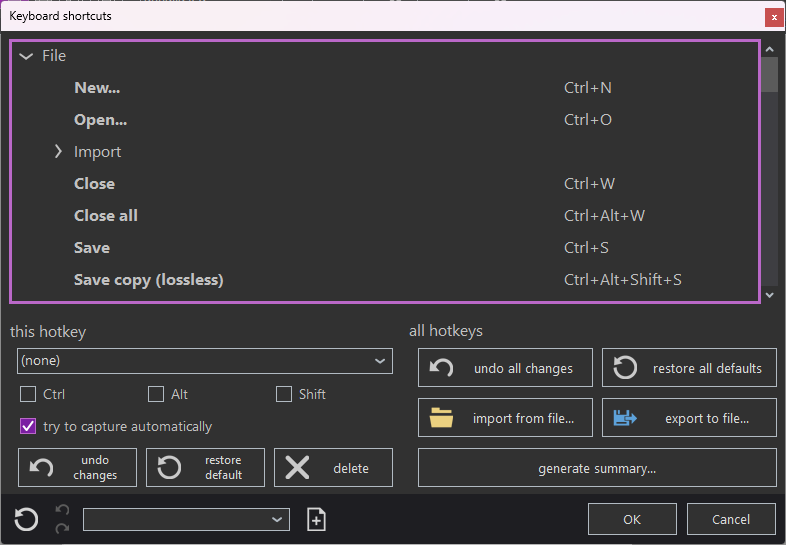 Keyboard shortcuts
File
New... Ctrl+N
Open... Ctrl+O
Import
Close Ctrl+W
Close all Ctrl+Alt+W
Save Ctrl+S
Save copy (lossless) Ctrl+Alt+Shift+S
this hotkey
(none)
Ctrl Alt Shift
try to capture automatically
undo
changes
restore
default
delete
all hotkeys
undo all changes
restore all defaults
import from file...
export to file...
generate summary...
OK
Cancel